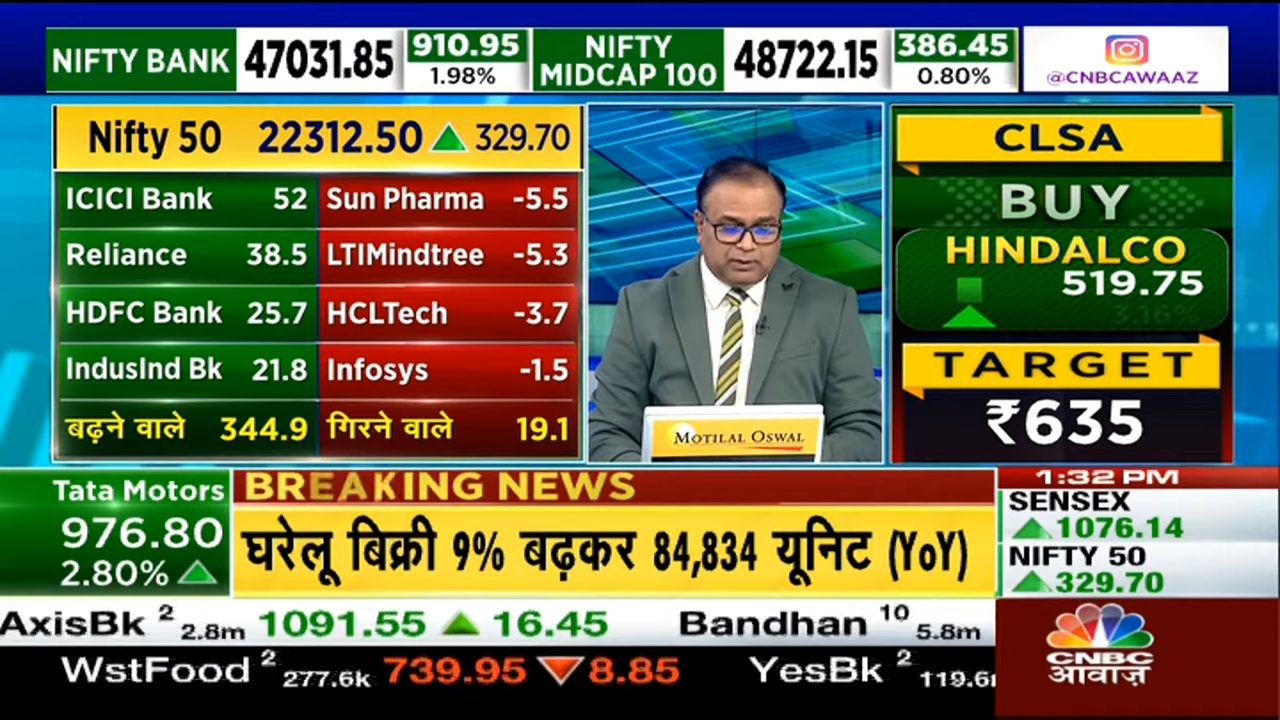 NIFTY BANK 47031.85 910.95 1.98%
NIFTY MIDCAP 100 48722.15 386.45 0.80%
@CNBCAWAAZ
Nifty 50 22312.50 329.70
ICICI Bank 52 Sun Pharma -5.5
Reliance 38.5 LTIMindtree -5.3
HDFC Bank 25.7 HCLTech -3.7
IndusInd Bk 21.8 Infosys -1.5
बढ़ने वाले 344.9 गिरने वाले 19.1
MOTILAL OSWAL
CLSA
BUY
HINDALCO
519.75
3.16%
TARGET
₹635
Tata Motors
976.80
2.80%
BREAKING NEWS
घरेलू बिक्री 9% बढ़कर 84,834 यूनिट (YoY)
1:32 PM
SENSEX
1076.14
NIFTY 50
329.70
AxisBk 2 2.8m 1091.55 16.45 Bandhan 10 5.8m
WstFood 2 277.6k 739.95 8.85 YesBk 2
CNBC
आवाज़